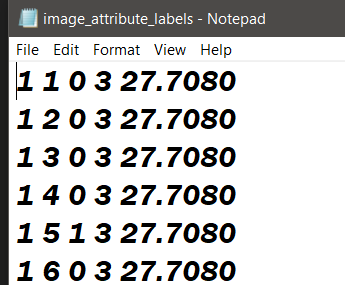 image_attribute_labels - Notepad
File Edit Format View Help
1 1 0 3 27.7080
1 2 0 3 27.7080
1 3 0 3 27.7080
1 4 0 3 27.7080
1 5 1 3 27.7080
1 6 0 3 27.7080